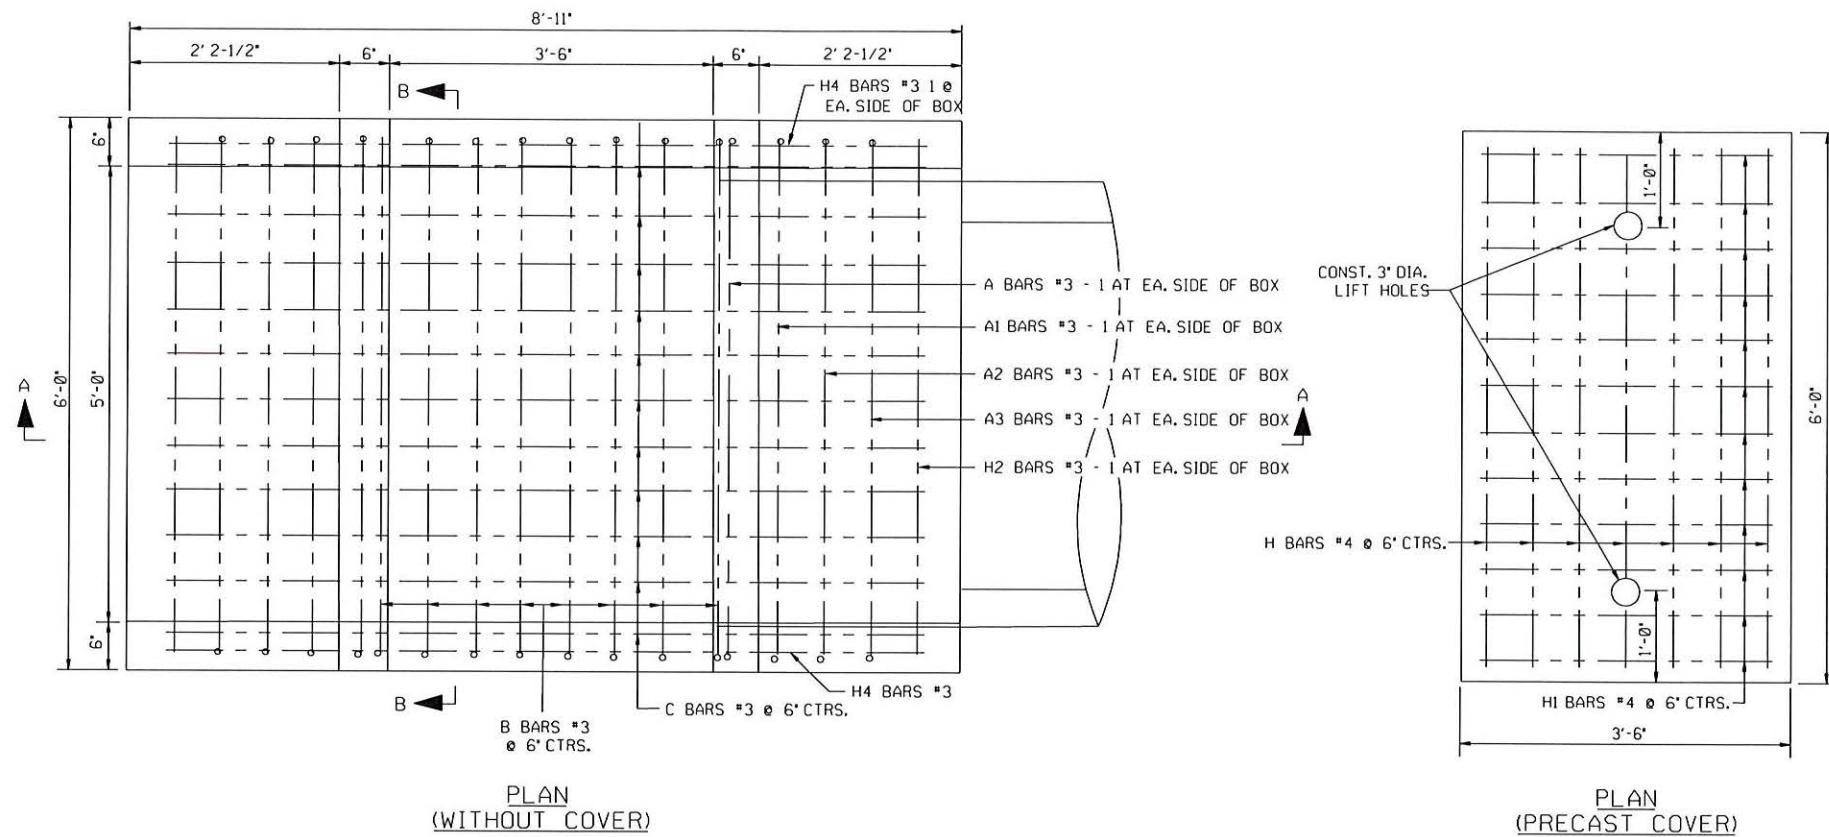 8'-11"
2' 2-1/2"
6"
3'-6"
6"
2' 2-1/2"
B
H4 BARS #3 1 @
EA. SIDE OF BOX
6"
6'-0"
5'-0"
6"
A
A BARS #3 - 1 AT EA. SIDE OF BOX
A1 BARS #3 - 1 AT EA. SIDE OF BOX
A2 BARS #3 - 1 AT EA. SIDE OF BOX
A3 BARS #3 - 1 AT EA. SIDE OF BOX
H2 BARS #3 - 1 AT EA. SIDE OF BOX
A
B
H4 BARS #3
C BARS #3 @ 6" CTRS.
B BARS #3
@ 6" CTRS.
PLAN
(WITHOUT COVER)
1'-0"
CONST. 3" DIA.
LIFT HOLES
6'-0"
H BARS #4 @ 6" CTRS.
1'-0"
H1 BARS #4 @ 6" CTRS.
3'-6"
PLAN
(PRECAST COVER)